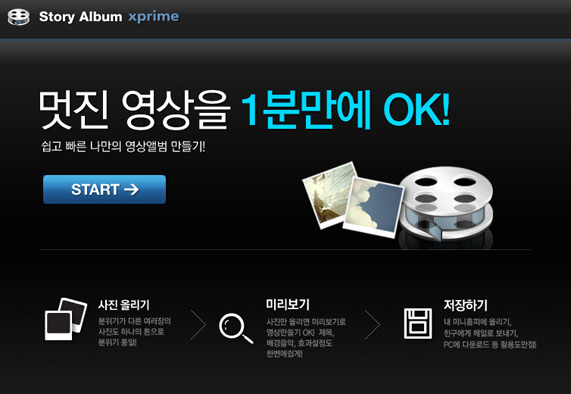 Story Album xprime
멋진 영상을 1분만에 OK!
쉽고 빠른 나만의 영상앨범 만들기!
START →
사진 올리기
분위기가 다른 여러장의
사진도 하나의 톤으로
분위기 통일!
미리보기
사진만 올리면 미리보기로
영상만들기 OK! 제목,
배경음악, 효과설정도
한번에쉽게!
저장하기
내 미니홈피에 올리기,
친구에게 메일로 보내기,
PC에 다운로드 등 활용도만점!